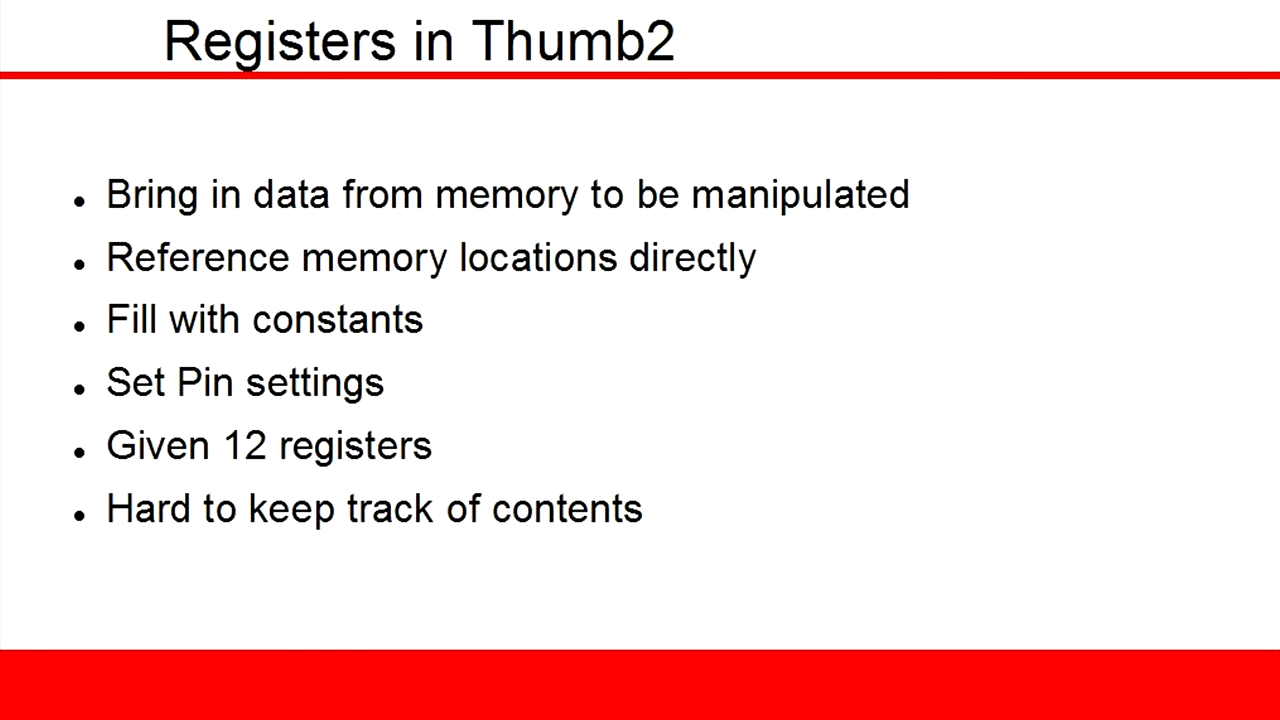 Registers in Thumb2
• Bring in data from memory to be manipulated
• Reference memory locations directly
• Fill with constants
• Set Pin settings
• Given 12 registers
• Hard to keep track of contents